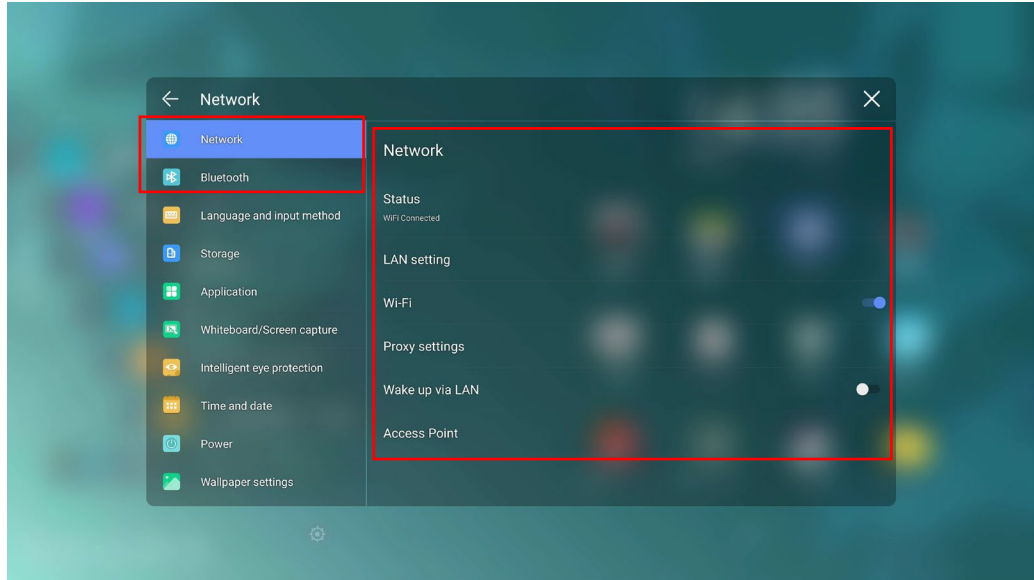 Network
Network
Bluetooth
Language and input method
Storage
Application
Whiteboard/Screen capture
Intelligent eye protection
Time and date
Power
Wallpaper settings
Network
Status
WiFi Connected
LAN setting
Wi-Fi
Proxy settings
Wake up via LAN
Access Point